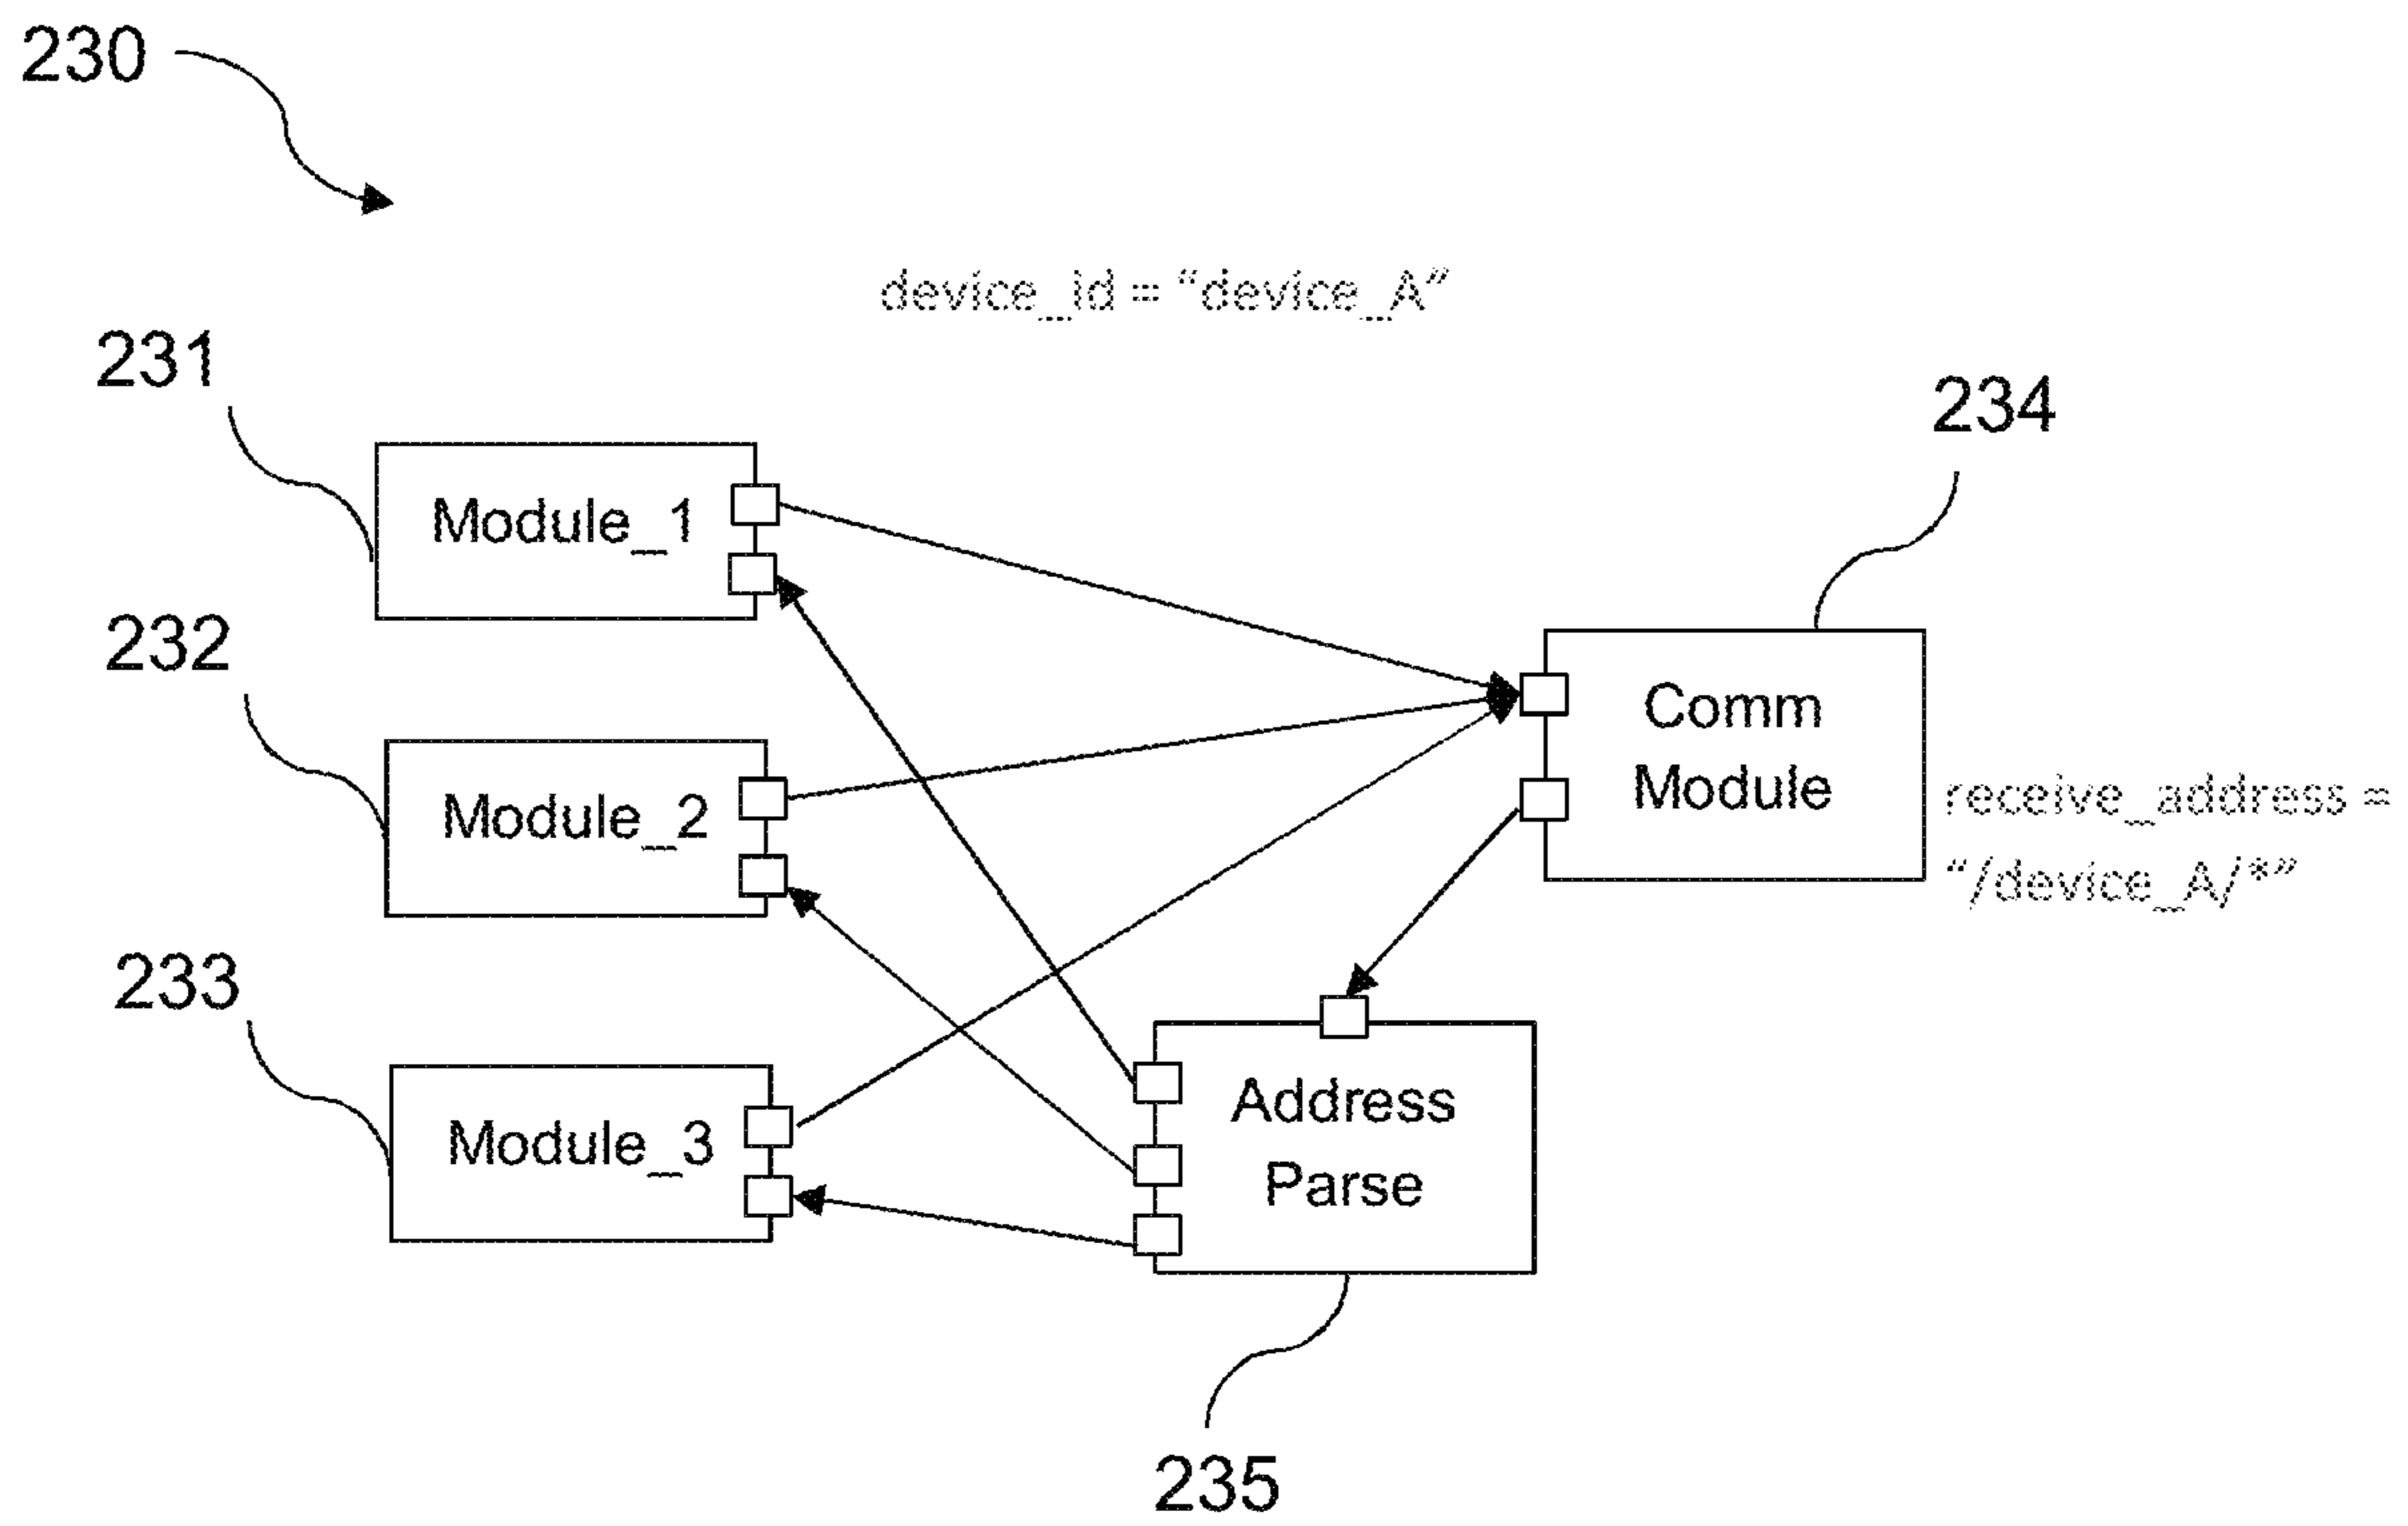 230
device_id = “device_A”
231
234
Module_1
232
Comm
Module
Module_2
receive_address =
“/device_A/*”
233
Address
Parse
Module_3
235